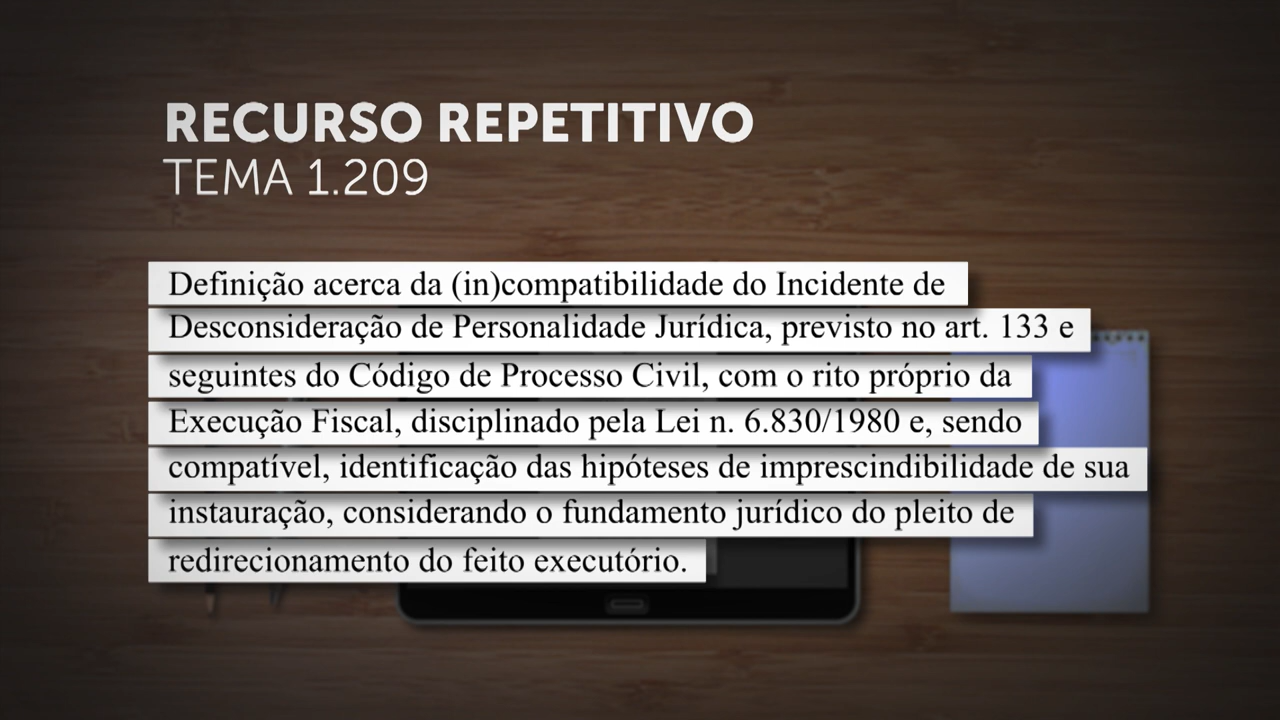 RECURSO REPETITIVO
TEMA 1.209
Definição acerca da (in)compatibilidade do Incidente de
Desconsideração de Personalidade Jurídica, previsto no art. 133 e
seguintes do Código de Processo Civil, com o rito próprio da
Execução Fiscal, disciplinado pela Lei n. 6.830/1980 e, sendo
compatível, identificação das hipóteses de imprescindibilidade de sua
instauração, considerando o fundamento jurídico do pleito de
redirecionamento do feito executório.